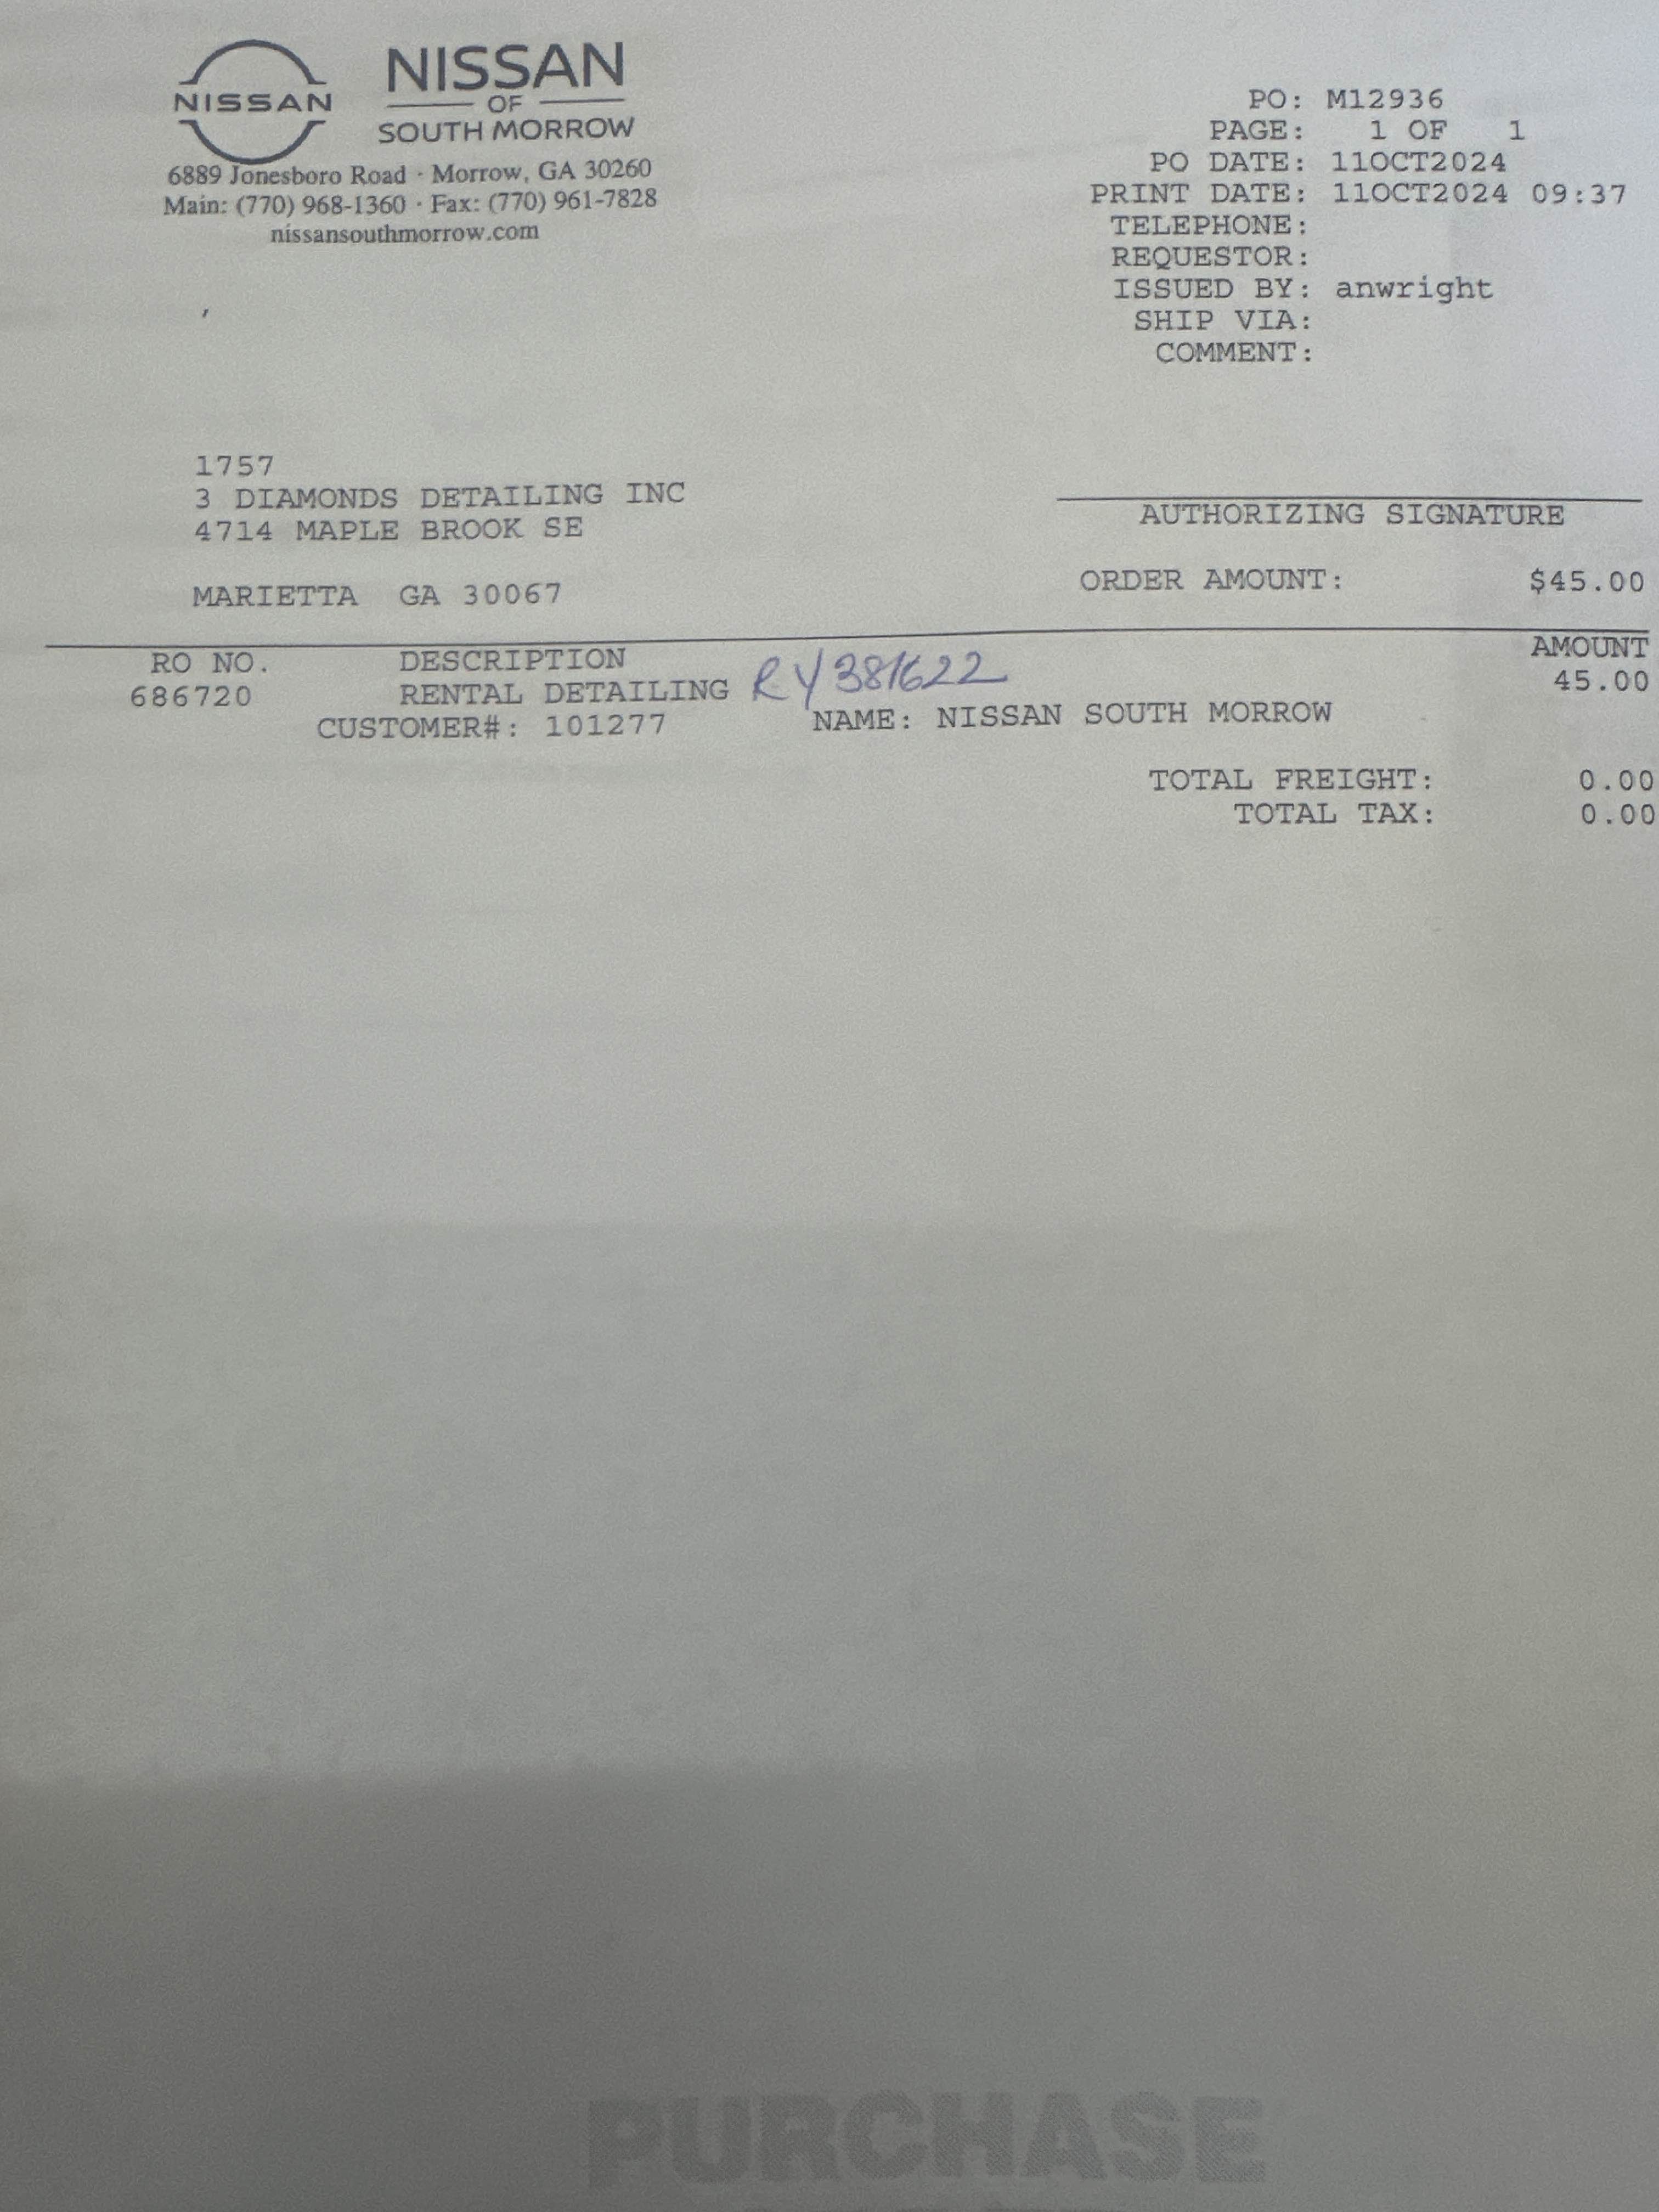 NISSAN
NISSAN
OF
SOUTH MORROW
6889 Jonesboro Road · Morrow, GA 30260
Main: (770) 968-1360 · Fax: (770) 961-7828
nissansouthmorrow.com
PO: M12936
PAGE: 1 OF 1
PO DATE: 11OCT2024
PRINT DATE: 11OCT2024 09:37
TELEPHONE:
REQUESTOR:
ISSUED BY: anwright
SHIP VIA:
COMMENT:
,
1757
3 DIAMONDS DETAILING INC
4714 MAPLE BROOK SE
MARIETTA GA 30067
AUTHORIZING SIGNATURE
ORDER AMOUNT: $45.00
RO NO. DESCRIPTION AMOUNT
686720 RENTAL DETAILING RY381622 45.00
CUSTOMER#: 101277 NAME: NISSAN SOUTH MORROW
TOTAL FREIGHT: 0.00
TOTAL TAX: 0.00
PURCHASE